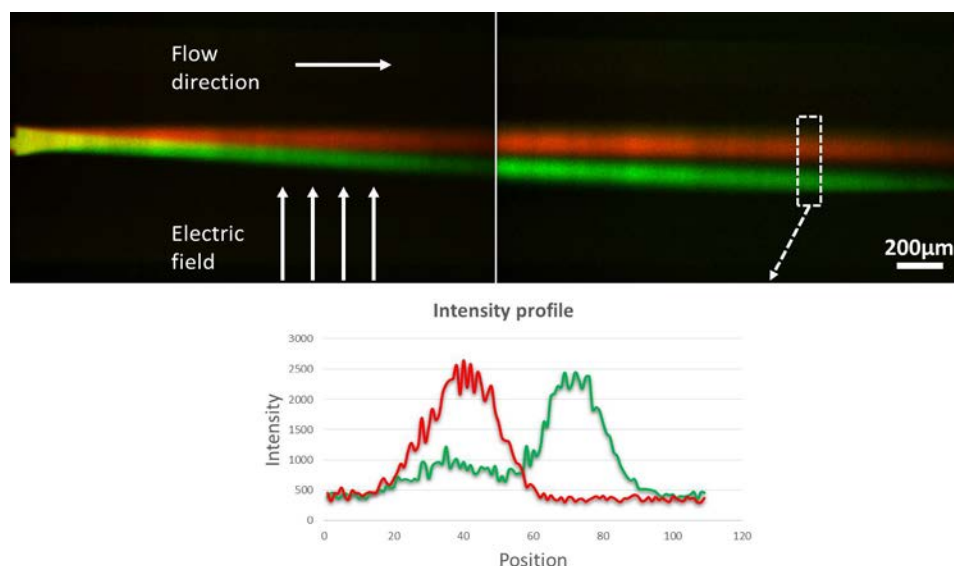 Flow
direction
Electric
field
200μm
Intensity profile
Intensity
3000
2500
2000
1500
1000
500
0
0 20 40 60 80 100 120
Position